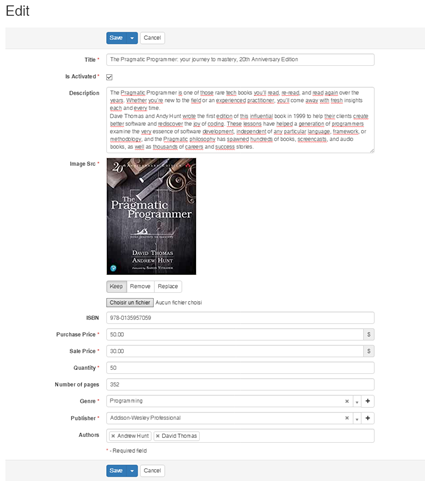 Edit
Save Cancel
Title * The Pragmatic Programmer: your journey to mastery, 20th Anniversary Edition
Is Activated *
Description The Pragmatic Programmer is one of those rare tech books you'll read, re-read, and read again over the
years. Whether you're new to the field or an experienced practitioner, you'll come away with fresh insights
each and every time.
Dave Thomas and Andy Hunt wrote the first edition of this influential book in 1999 to help their clients create
better software and rediscover the joy of coding. These lessons have helped a generation of programmers
examine the very essence of software development, independent of any particular language, framework, or
methodology, and the Pragmatic philosophy has spawned hundreds of books, screencasts, and audio
books, as well as thousands of careers and success stories.
Image Src *
20
The
Pragmatic
Programmer
DAVID THOMAS
ANDREW HUNT
Keep Remove Replace
Choisir un fichier Aucun fichier choisi
ISBN 978-0135957059
Purchase Price * 50.00 $
Sale Price * 30.00 $
Quantity * 50
Number of pages 352
Genre * Programming
Publisher * Addison-Wesley Professional
Authors × Andrew Hunt × David Thomas
* - Required field
Save Cancel